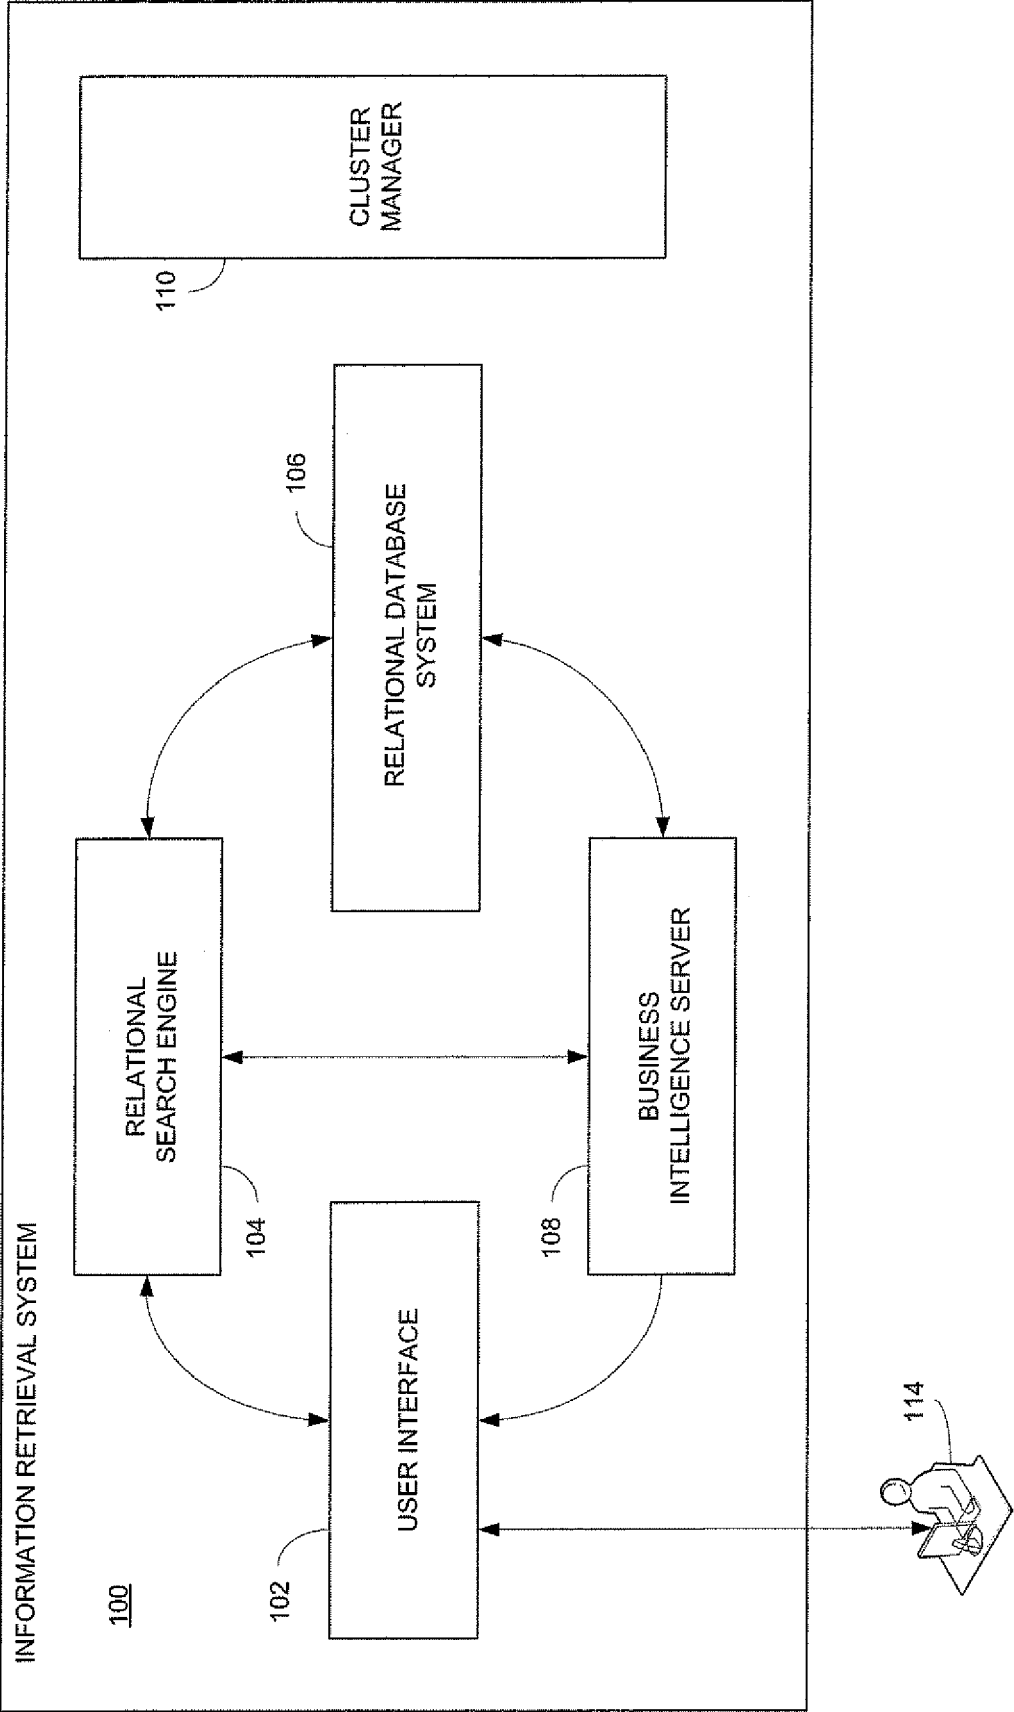 INFORMATION RETRIEVAL SYSTEM
100
RELATIONAL
SEARCH ENGINE
104
CLUSTER
MANAGER
110
102
USER INTERFACE
RELATIONAL DATABASE
SYSTEM
106
108
BUSINESS
INTELLIGENCE SERVER
114